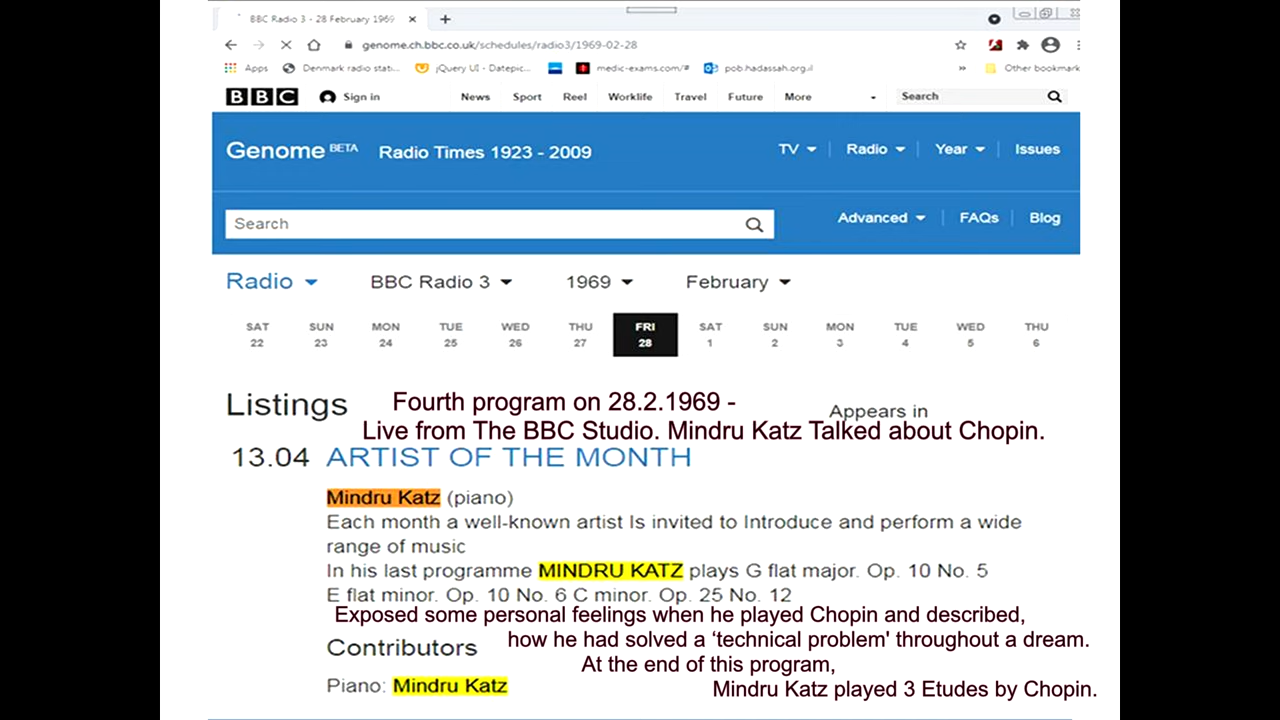 BBC Radio 3 - 28 February 1969
genome.ch.bbc.co.uk/schedules/radio3/1969-02-28
Apps Denmark radio stati... jQuery UI - Datepic... medic-exams.com/# pob.hadassah.org.il » Other bookmark
BBC Sign in News Sport Reel Worklife Travel Future More Search
Genome BETA Radio Times 1923 - 2009 TV Radio Year Issues
Search Advanced FAQs Blog
Radio BBC Radio 3 1969 February
SAT SUN MON TUE WED THU FRI SAT SUN MON TUE WED THU
22 23 24 25 26 27 28 1 2 3 4 5 6
Listings Fourth program on 28.2.1969 - Appears in
Live from The BBC Studio. Mindru Katz Talked about Chopin.
13.04 ARTIST OF THE MONTH
Mindru Katz (piano)
Each month a well-known artist Is invited to Introduce and perform a wide
range of music
In his last programme MINDRU KATZ plays G flat major. Op. 10 No. 5
E flat minor. Op. 10 No. 6 C minor. Op. 25 No. 12
Exposed some personal feelings when he played Chopin and described,
Contributors how he had solved a ‘technical problem' throughout a dream.
At the end of this program,
Piano: Mindru Katz Mindru Katz played 3 Etudes by Chopin.